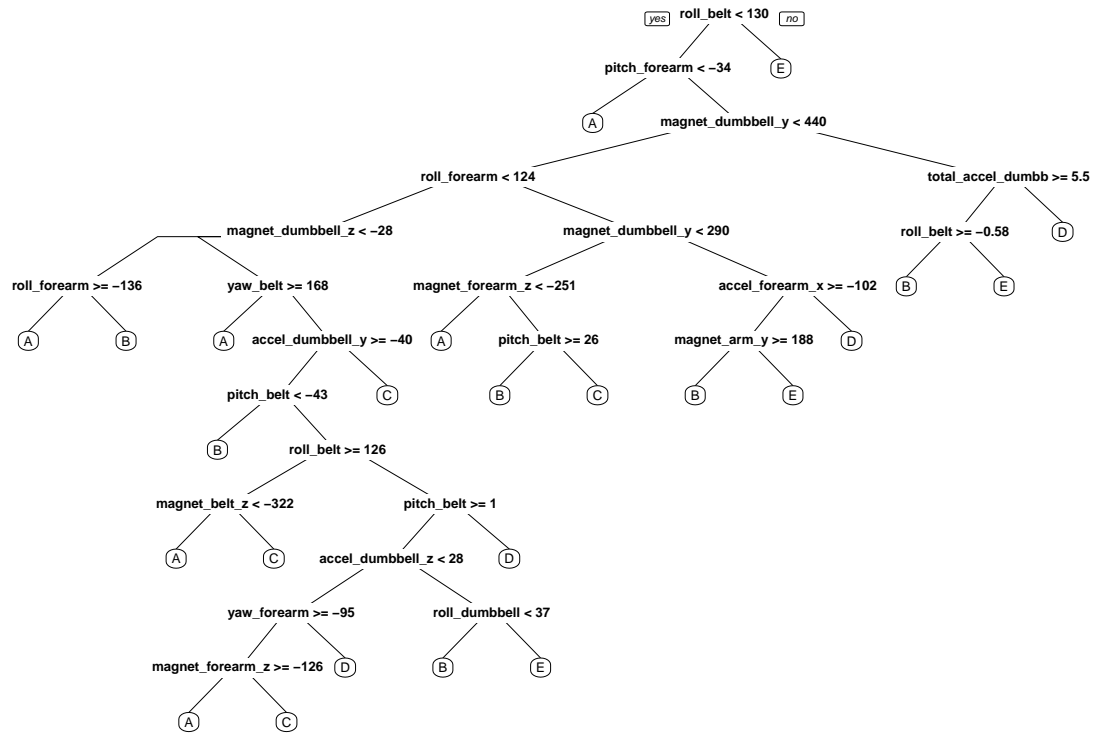 yes roll_belt < 130 no
pitch_forearm < −34 E
A magnet_dumbbell_y < 440
roll_forearm < 124 total_accel_dumbb >= 5.5
magnet_dumbbell_z < −28 magnet_dumbbell_y < 290 roll_belt >= −0.58 D
roll_forearm >= −136 yaw_belt >= 168 magnet_forearm_z < −251 accel_forearm_x >= −102 B E
A B A accel_dumbbell_y >= −40 A pitch_belt >= 26 magnet_arm_y >= 188 D
pitch_belt < −43 C B C B E
B roll_belt >= 126
magnet_belt_z < −322 pitch_belt >= 1
A C accel_dumbbell_z < 28 D
yaw_forearm >= −95 roll_dumbbell < 37
magnet_forearm_z >= −126 D B E
A C